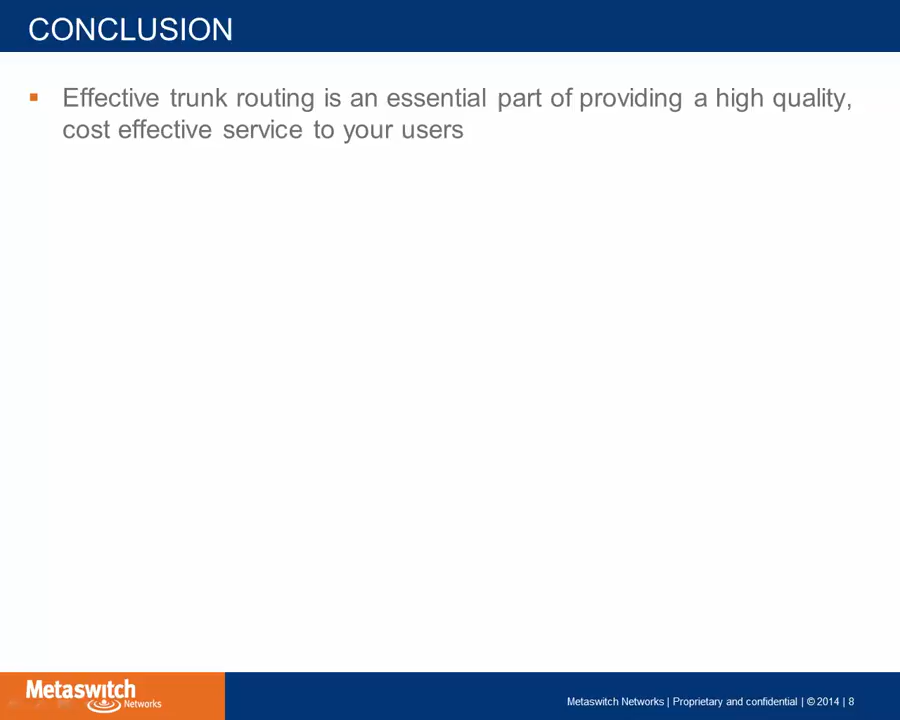 CONCLUSION
▪ Effective trunk routing is an essential part of providing a high quality,
cost effective service to your users
Metaswitch
Networks
Metaswitch Networks | Proprietary and confidential | © 2014 | 8